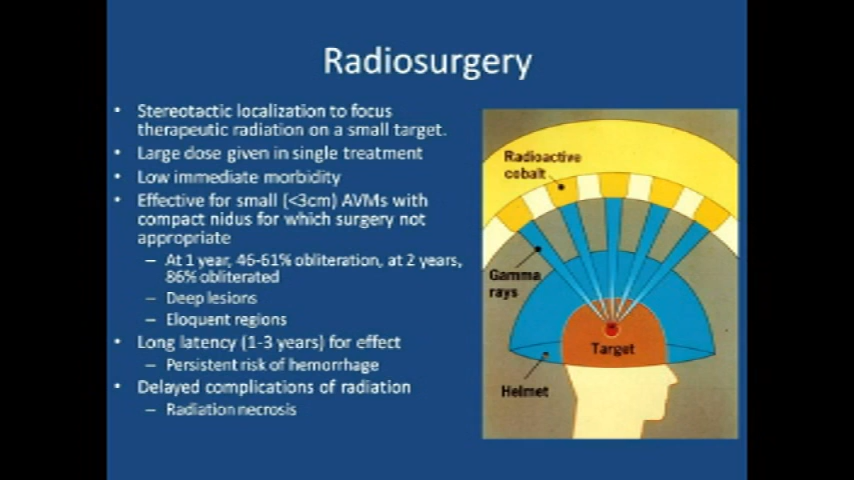 Radiosurgery
• Stereotactic localization to focus
therapeutic radiation on a small target.
• Large dose given in single treatment
• Low immediate morbidity
• Effective for small (<3cm) AVMs with
compact nidus for which surgery not
appropriate
– At 1 year, 46-61% obliteration, at 2 years,
86% obliterated
– Deep lesions
– Eloquent regions
• Long latency (1-3 years) for effect
– Persistent risk of hemorrhage
• Delayed complications of radiation
– Radiation necrosis
Radioactive
cobalt
Gamma
rays
Target
Helmet